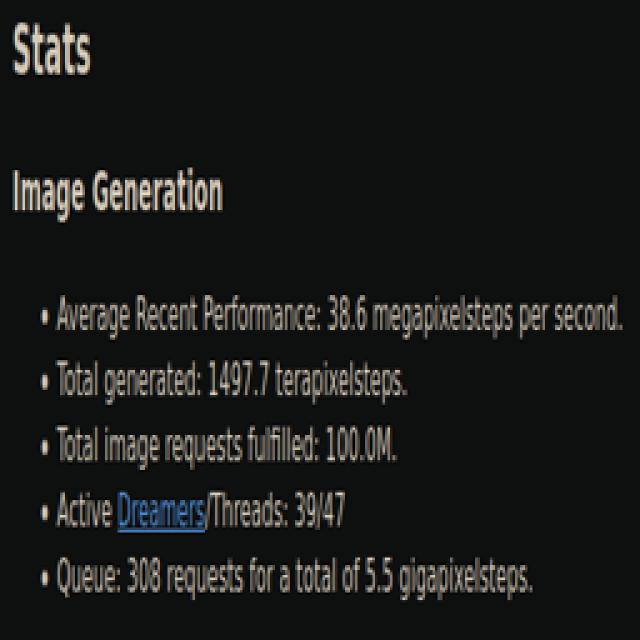 Stats
Image Generation
• Average Recent Performance: 38.6 megapixelsteps per second.
• Total generated: 1497.7 terapixelsteps.
• Total image requests fulfilled: 100.0M.
• Active Dreamers/Threads: 39/47
• Queue: 308 requests for a total of 5.5 gigapixelsteps.